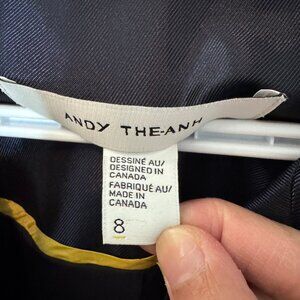 ANDY THE-ANH
DESSINÉ AU/
DESIGNED IN
CANADA
FABRIQUÉ AU/
MADE IN
CANADA
8